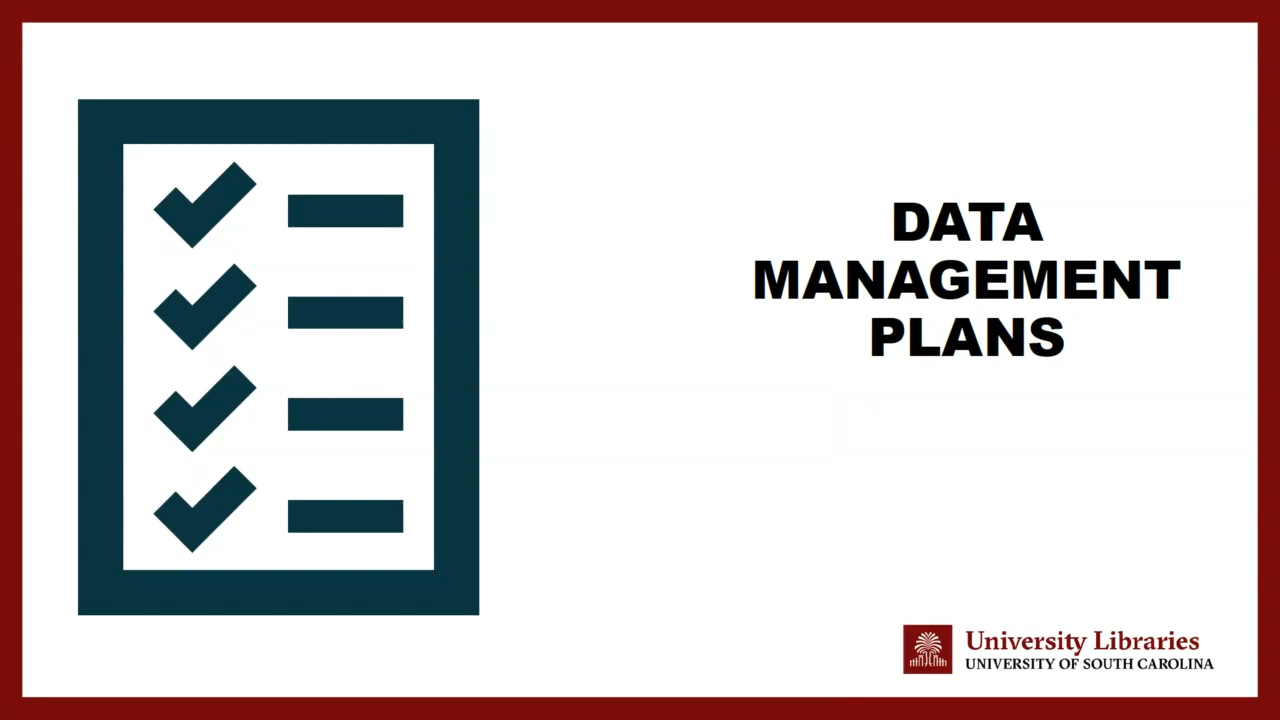 DATA
MANAGEMENT
PLANS
University Libraries
UNIVERSITY OF SOUTH CAROLINA